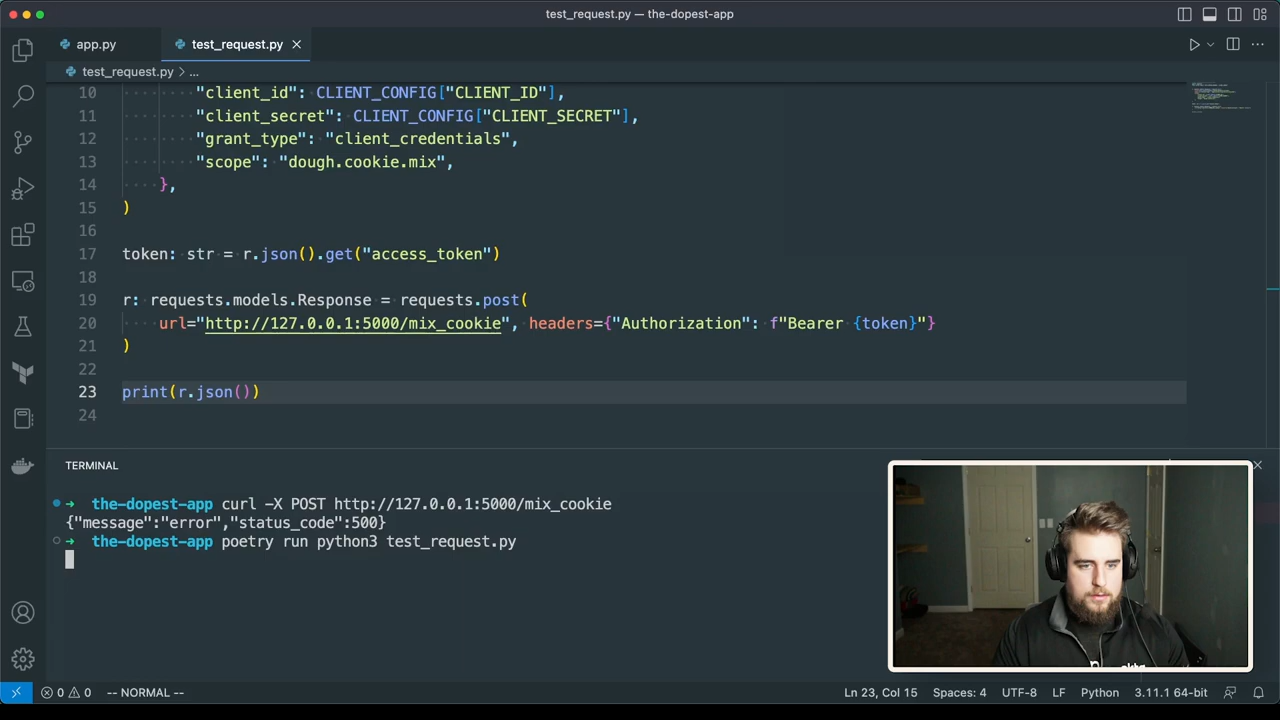 test_request.py — the-dopest-app
app.py
test_request.py
test_request.py > ...
10 "client_id": CLIENT_CONFIG["CLIENT_ID"],
11 "client_secret": CLIENT_CONFIG["CLIENT_SECRET"],
12 "grant_type": "client_credentials",
13 "scope": "dough.cookie.mix",
14 },
15 )
16
17 token: str = r.json().get("access_token")
18
19 r: requests.models.Response = requests.post(
20 url="http://127.0.0.1:5000/mix_cookie", headers={"Authorization": f"Bearer {token}"}
21 )
22
23 print(r.json())
24
TERMINAL
→ the-dopest-app curl -X POST http://127.0.0.1:5000/mix_cookie
{"message":"error","status_code":500}
→ the-dopest-app poetry run python3 test_request.py
0 0 -- NORMAL -- Ln 23, Col 15 Spaces: 4 UTF-8 LF Python 3.11.1 64-bit